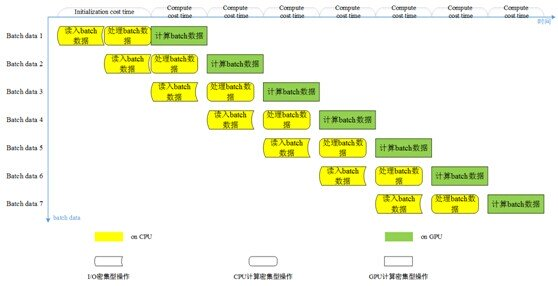 Initialization cost time
Compute cost time
Compute cost time
Compute cost time
Compute cost time
Compute cost time
Compute cost time
Compute cost time
时间
Batch data 1
读入batch数据
处理batch数据
计算batch数据
Batch data 2
读入batch数据
处理batch数据
计算batch数据
Batch data 3
读入batch数据
处理batch数据
计算batch数据
Batch data 4
读入batch数据
处理batch数据
计算batch数据
Batch data 5
读入batch数据
处理batch数据
计算batch数据
Batch data 6
读入batch数据
处理batch数据
计算batch数据
Batch data 7
读入batch数据
处理batch数据
计算batch数据
batch data
on CPU
on GPU
I/O密集型操作
CPU计算密集型操作
GPU计算密集型操作